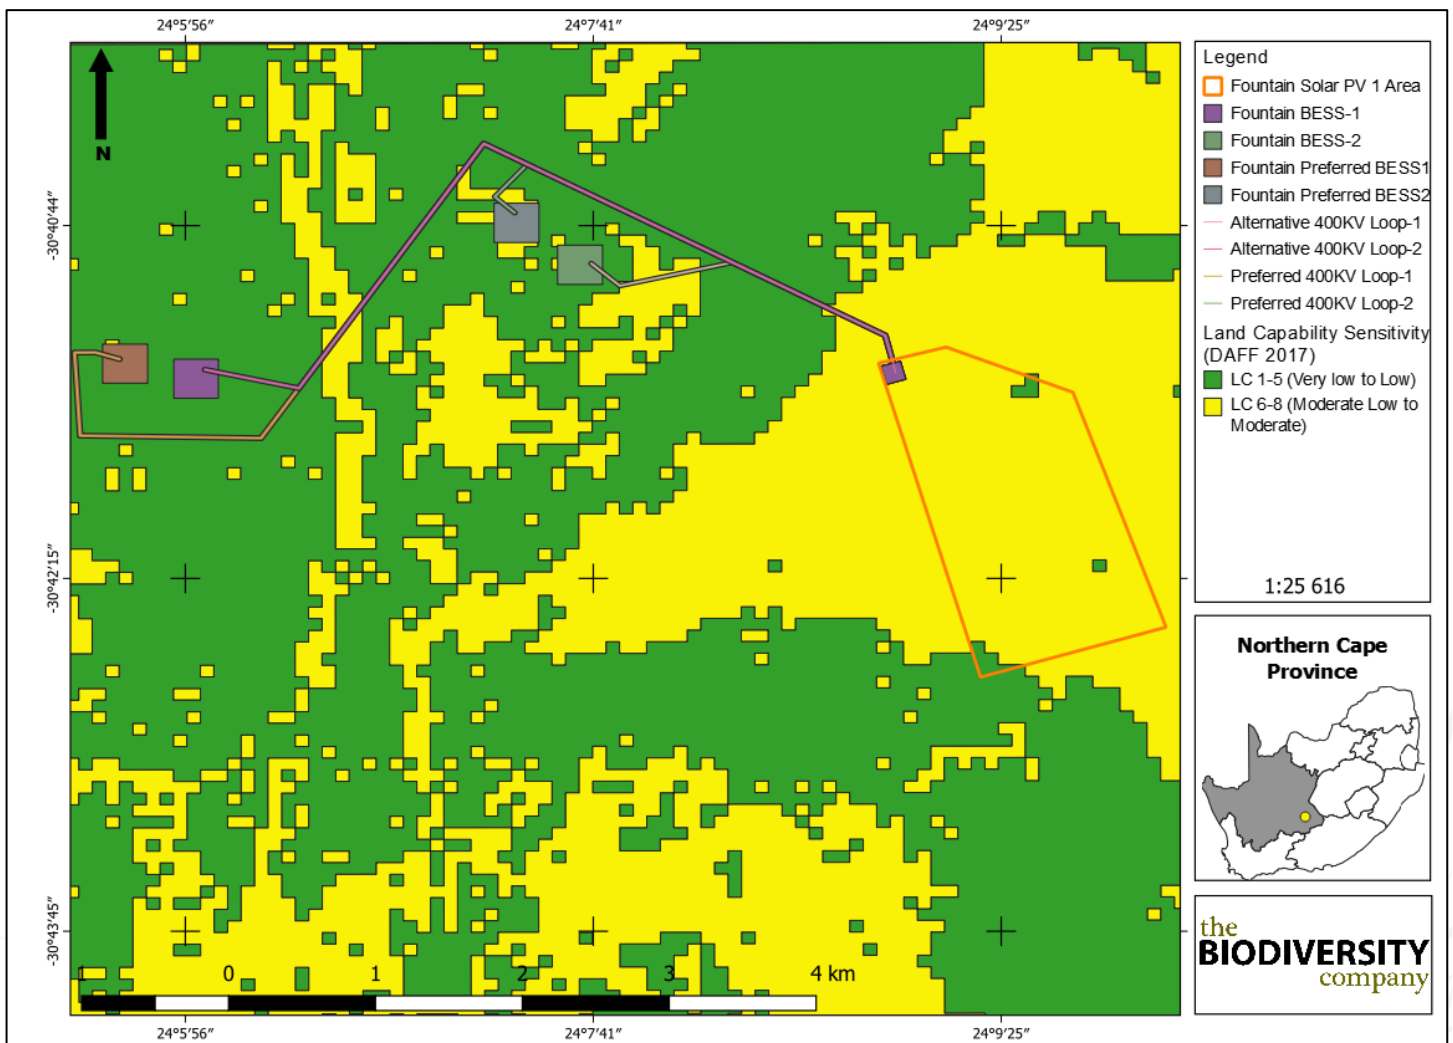 24°5′56″ 24°7′41″ 24°9′25″
N
-30°40′44″
-30°42′15″
-30°43′45″
1 0 1 2 3 4 km
24°5′56″ 24°7′41″ 24°9′25″
Legend
Fountain Solar PV 1 Area
Fountain BESS-1
Fountain BESS-2
Fountain Preferred BESS1
Fountain Preferred BESS2
Alternative 400KV Loop-1
Alternative 400KV Loop-2
Preferred 400KV Loop-1
Preferred 400KV Loop-2
Land Capability Sensitivity
(DAFF 2017)
LC 1-5 (Very low to Low)
LC 6-8 (Moderate Low to
Moderate)
1:25 616
Northern Cape
Province
the
BIODIVERSITY
company